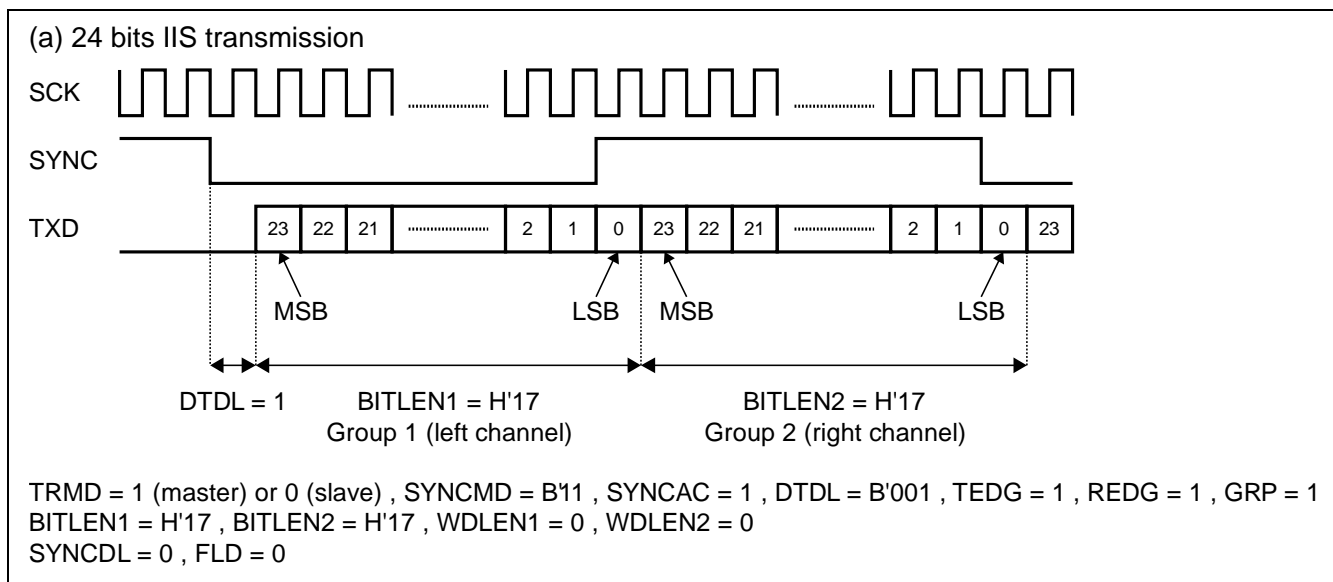 (a) 24 bits IIS transmission
SCK
SYNC
TXD
23 22 21 2 1 0 23 22 21 2 1 0 23
MSB LSB MSB LSB
DTDL = 1 BITLEN1 = H'17 BITLEN2 = H'17
Group 1 (left channel) Group 2 (right channel)
TRMD = 1 (master) or 0 (slave) , SYNCMD = B'11 , SYNCAC = 1 , DTDL = B'001 , TEDG = 1 , REDG = 1 , GRP = 1
BITLEN1 = H'17 , BITLEN2 = H'17 , WDLEN1 = 0 , WDLEN2 = 0
SYNCDL = 0 , FLD = 0